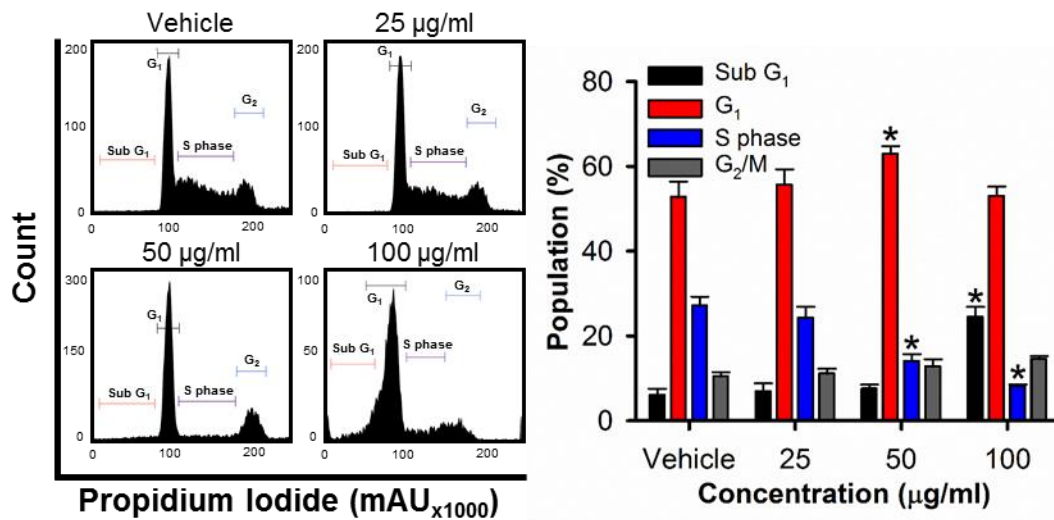 Vehicle
200
100
0
G1
G2
Sub G1
S phase
0 100 200
25 µg/ml
200
100
0
G1
G2
Sub G1
S phase
0 100 200
50 µg/ml
300
150
0
G1
G2
Sub G1
S phase
0 100 200
100 µg/ml
100
50
0
G1
G2
Sub G1
S phase
0 100 200
Count
Propidium Iodide (mAUx1000)
Sub G1
G1
S phase
G2/M
80
60
40
20
0
Population (%)
*
*
*
*
Vehicle 25 50 100
Concentration (µg/ml)